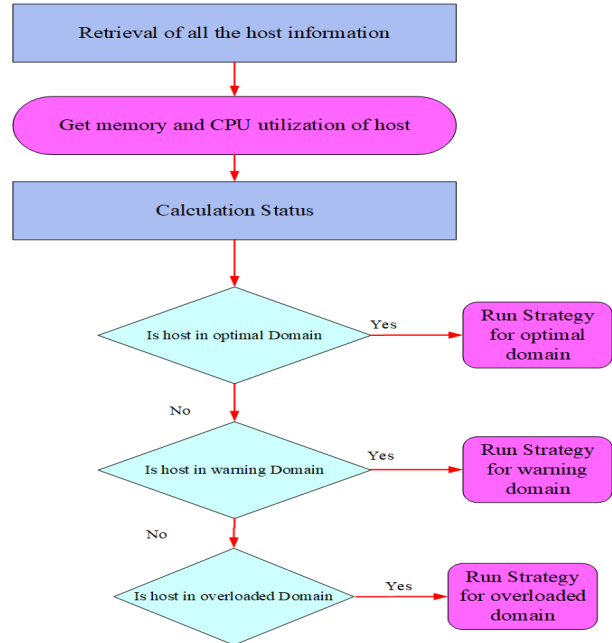 Retrieval of all the host information
Get memory and CPU utilization of host
Calculation Status
Is host in optimal Domain
Yes
Run Strategy
for optimal
domain
No
Is host in warning Domain
Yes
Run Strategy
for warning
domain
No
Is host in overloaded Domain
Yes
Run Strategy
for overloaded
domain